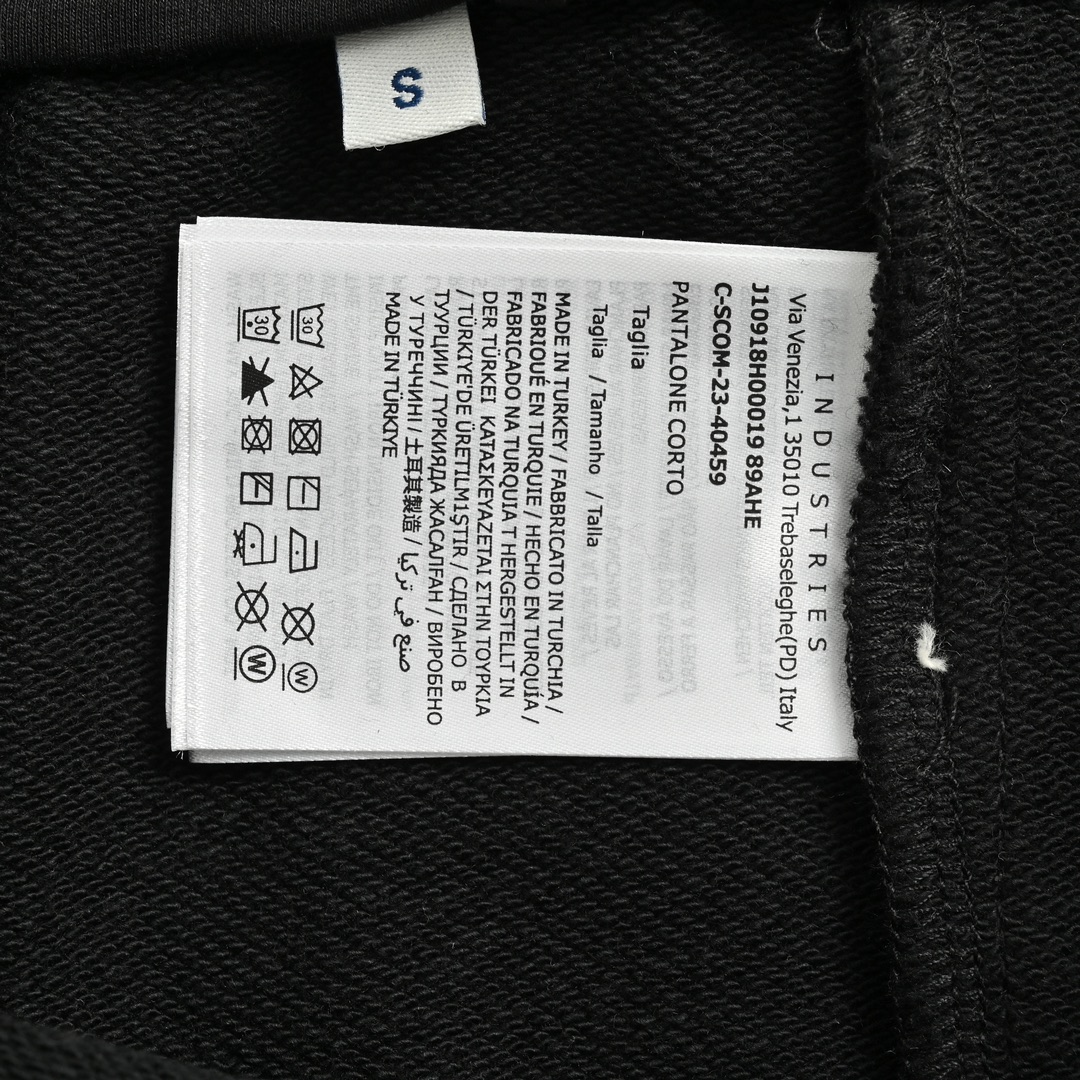 S
INDUSTRIES
Via Venezia,1 35010 Trebaseleghe(PD) Italy
J10918H00019 89AHE
C-SCOM-23-40459
PANTALONE CORTO
Taglia
Taglia / Tamanho / Talla
MADE IN TURKEY / FABBRICATO IN TURCHIA /
FABRIQUÉ EN TURQUIE / HECHO EN TURQUÍA /
FABRICADO NA TURQUIA T HERGESTELLT IN
DER TÜRKEI ΚΑΤΑΣΚΕΥΑΖΕΤΑΙ ΣΤΗΝ ΤΟΥΡΚΙΑ
/ TÜRKIYE'DE ÜRETILM1ŞTIR / СДЕЛАНО В
ТУУРЦИИ / ТҮРКИЯДА ЖАСАЛҒАН / ВИРОБЕНО
У ТУРЕЧЧИНІ / 土耳其製造 / صنع في تركيا
MADE IN TÜRKIYE
30
W
30
W